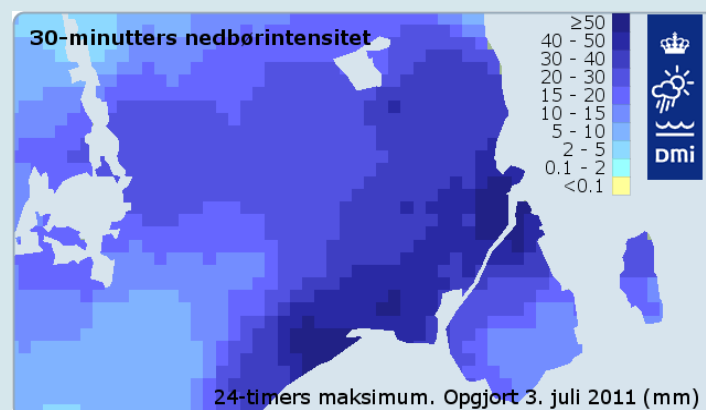 30-minutters nedbørintensitet
≥50
40 - 50
30 - 40
20 - 30
15 - 20
10 - 15
5 - 10
2 - 5
0.1 - 2
<0.1
DMI
24-timers maksimum. Opgjort 3. juli 2011 (mm)